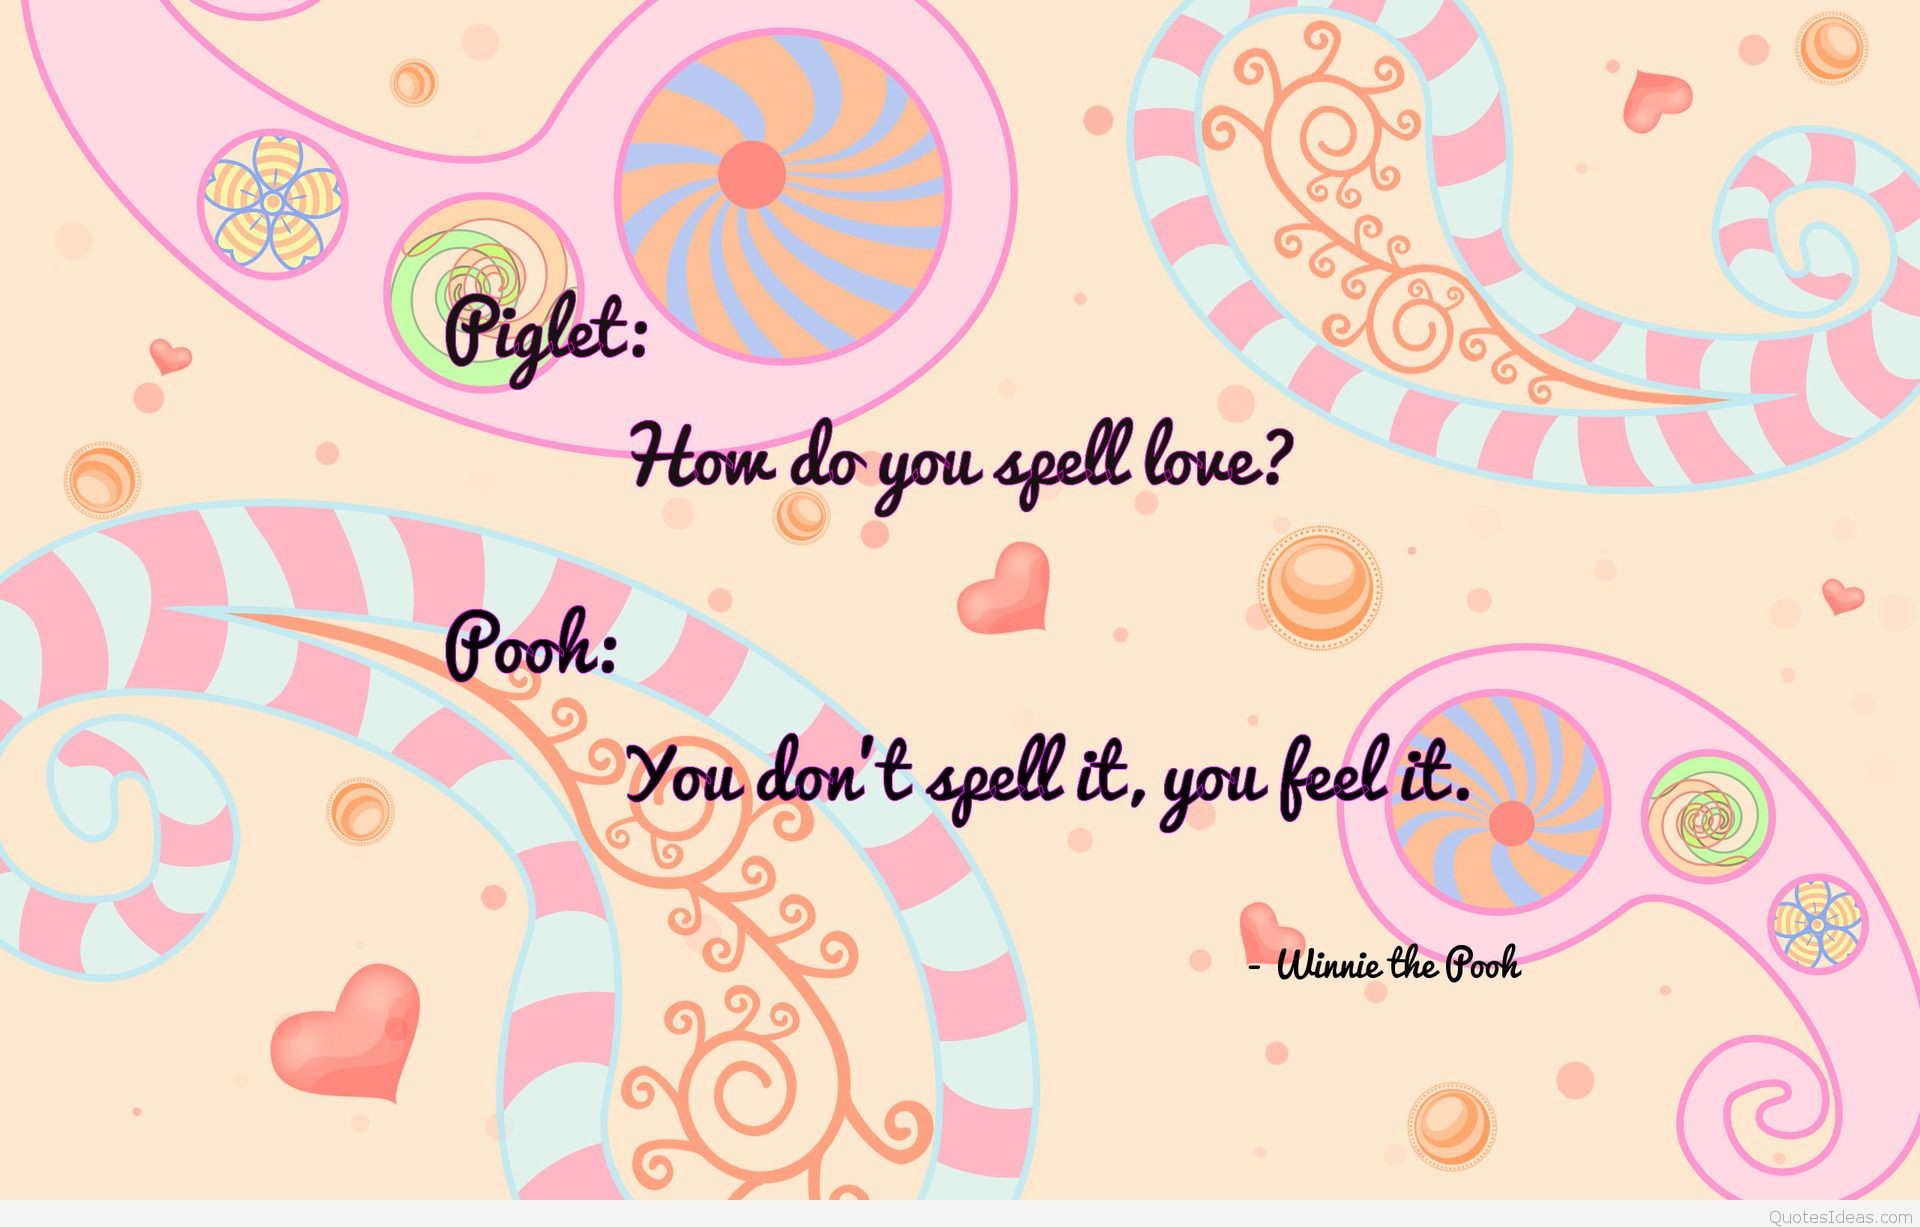 Piglet:
How do you spell love?
Pooh:
You don't spell it, you feel it.
- Winnie the Pooh
QuotesIdeas.com